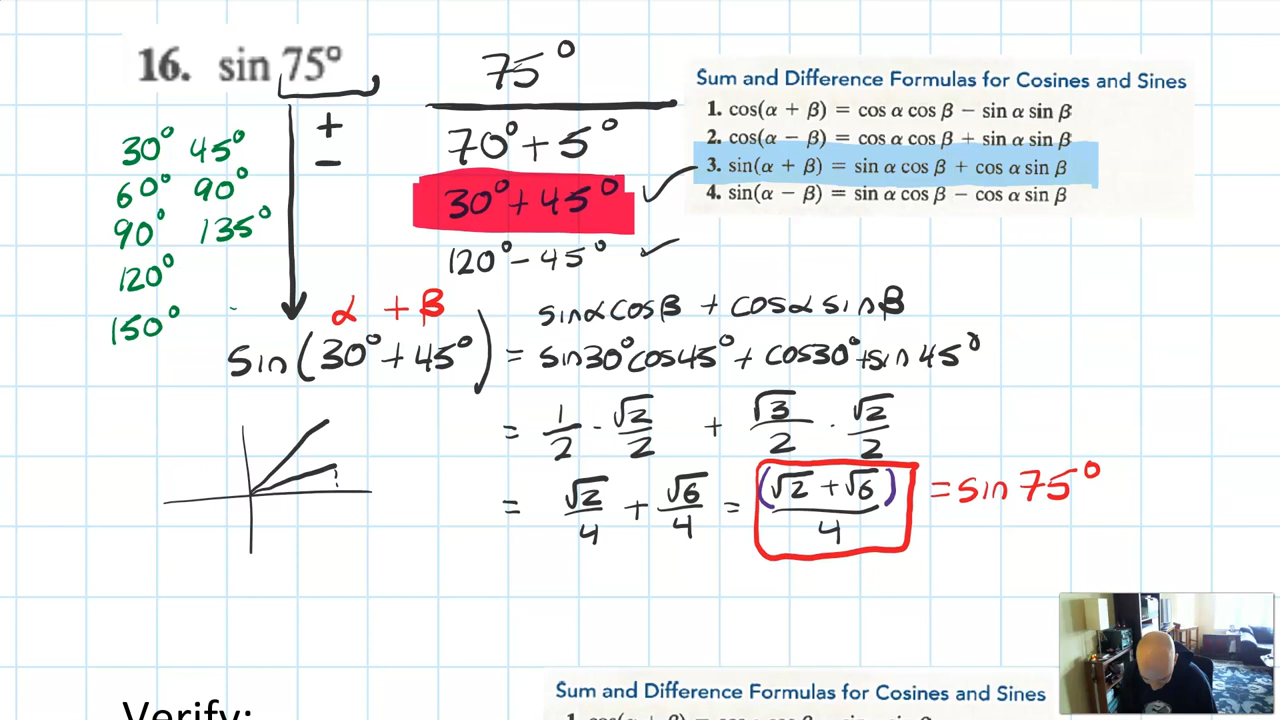 16. sin 75°
75°
+
−
70° + 5°
30° + 45° ✓
120° − 45° ✓
30° 45°
60° 90°
90° 135°
120°
150°
Sum and Difference Formulas for Cosines and Sines
1. cos(α + β) = cos α cos β − sin α sin β
2. cos(α − β) = cos α cos β + sin α sin β
3. sin(α + β) = sin α cos β + cos α sin β
4. sin(α − β) = sin α cos β − cos α sin β
α + β
sinαcosβ + cosαsinβ
sin(30° + 45°) = sin30°cos45° + cos30°+sin 45°
= 1/2 · √2/2 + √3/2 · √2/2
= √2/4 + √6/4 = (√2 + √6)/4 = sin 75°
Verify:
Sum and Difference Formulas for Cosines and Sines